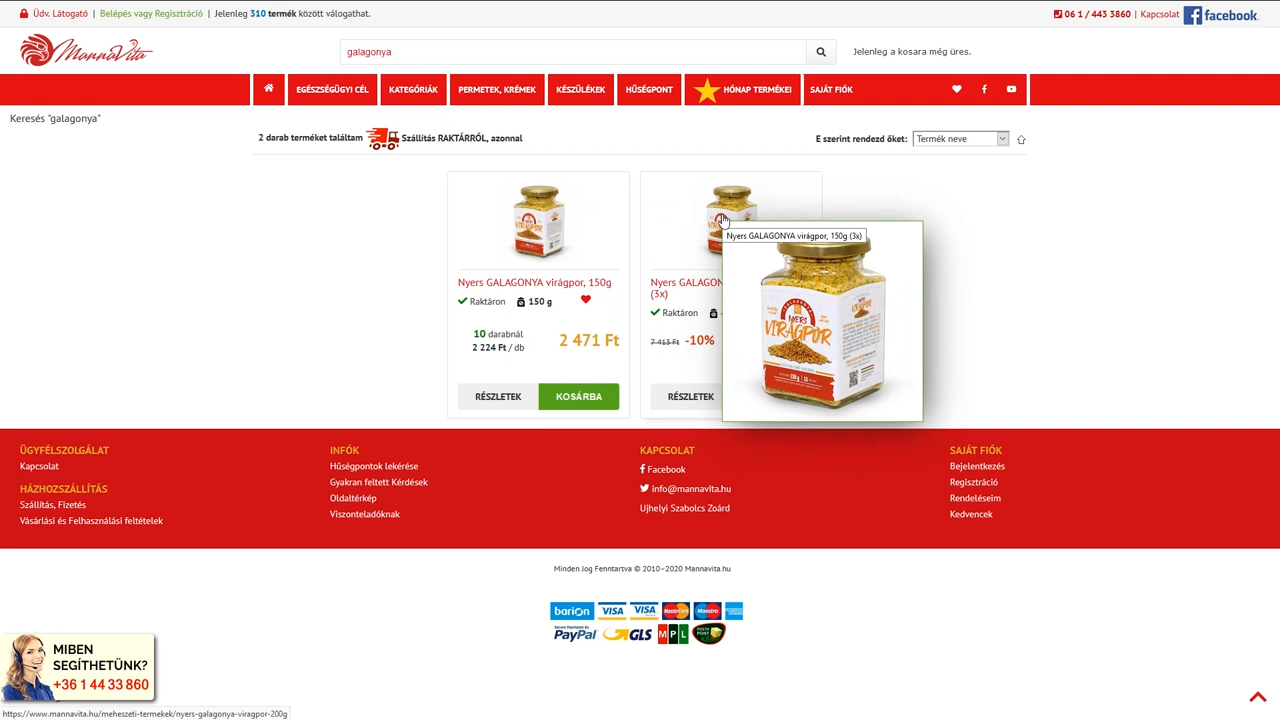 Üdv. Látogató | Belépés vagy Regisztráció | Jelenleg 310 termék között válogathat.
06 1 / 443 3860 | Kapcsolat
facebook.
MannaVita
galagonya
Jelenleg a kosara még üres.
EGÉSZSÉGÜGYI CÉL
KATEGÓRIÁK
PERMETEK, KRÉMEK
KÉSZÜLÉKEK
HŰSÉGPONT
HÓNAP TERMÉKEI
SAJÁT FIÓK
Keresés "galagonya"
2 darab terméket találtam
Szállítás RAKTÁRRÓL, azonnal
E szerint rendezd őket:
Termék neve
Nyers GALAGONYA virágpor, 150g
Raktáron
150 g
10 darabnál
2 224 Ft / db
2 471 Ft
RÉSZLETEK
KOSÁRBA
Nyers GALAGON
(3x)
Raktáron
7 413 Ft -10%
RÉSZLETEK
Nyers GALAGONYA virágpor, 150g (3x)
GALAGONYA
NYERS
VIRÁGPOR
ÜGYFÉLSZOLGÁLAT
Kapcsolat
HÁZHOZSZÁLLÍTÁS
Szállítás, FIzetés
Vásárlási és Felhasználási feltételek
INFÓK
Hűségpontok lekérése
Gyakran feltett Kérdések
Oldaltérkép
Viszonteladóknak
KAPCSOLAT
Facebook
info@mannavita.hu
Ujhelyi Szabolcs Zoárd
SAJÁT FIÓK
Bejelentkezés
Regisztráció
Rendeléseim
Kedvencek
Minden Jog Fenntartva © 2010–2020 Mannavita.hu
barion
VISA
VISA
MasterCard
Maestro
PayPal
GLS
MPL
POSTA PONT
MIBEN
SEGÍTHETÜNK?
+36 1 44 33 860
https://www.mannavita.hu/meheszeti-termekek/nyers-galagonya-viragpor-200g